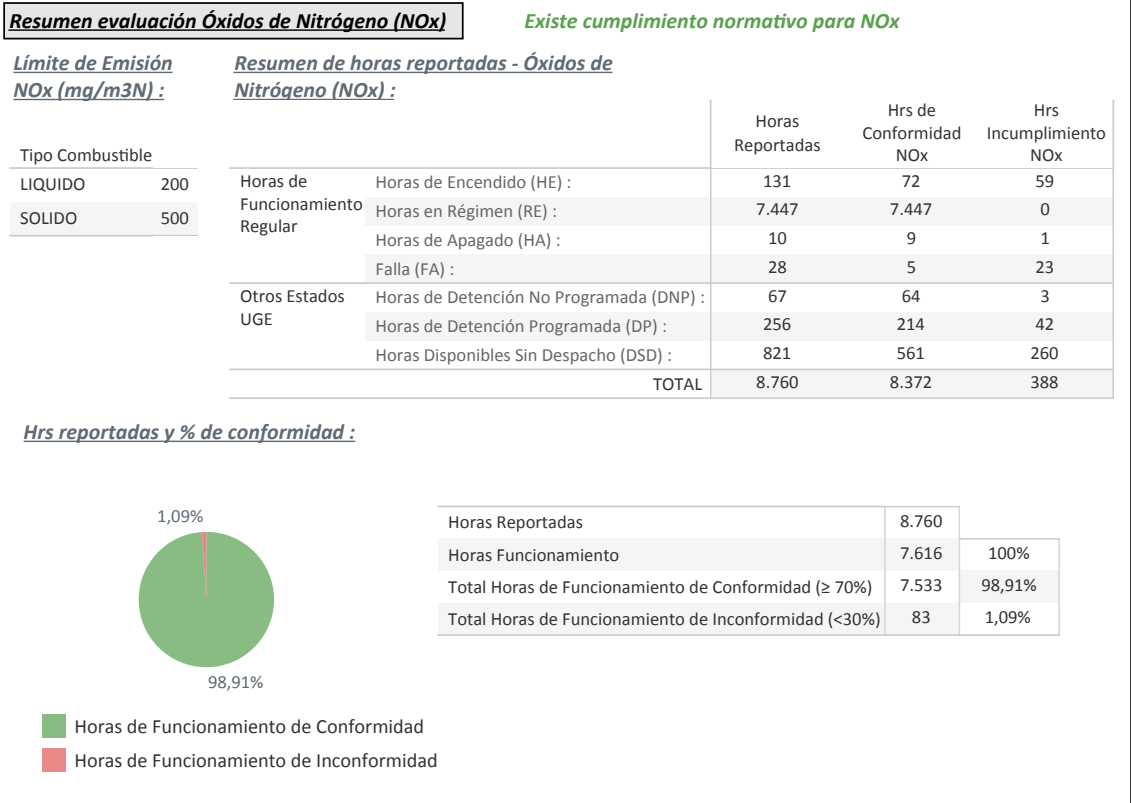 Resumen evaluación Óxidos de Nitrógeno (NOx)
Existe cumplimiento normativo para NOx
Límite de Emisión
NOx (mg/m3N) :
Resumen de horas reportadas - Óxidos de
Nitrógeno (NOx) :
Tipo Combustible
LIQUIDO 200
SOLIDO 500
Horas
Reportadas
Hrs de
Conformidad
NOx
Hrs
Incumplimiento
NOx
Horas de
Funcionamiento
Regular
Horas de Encendido (HE) : 131 72 59
Horas en Régimen (RE) : 7.447 7.447 0
Horas de Apagado (HA) : 10 9 1
Falla (FA) : 28 5 23
Otros Estados
UGE
Horas de Detención No Programada (DNP) : 67 64 3
Horas de Detención Programada (DP) : 256 214 42
Horas Disponibles Sin Despacho (DSD) : 821 561 260
TOTAL 8.760 8.372 388
Hrs reportadas y % de conformidad :
1,09%
98,91%
Horas de Funcionamiento de Conformidad
Horas de Funcionamiento de Inconformidad
Horas Reportadas 8.760
Horas Funcionamiento 7.616 100%
Total Horas de Funcionamiento de Conformidad (≥ 70%) 7.533 98,91%
Total Horas de Funcionamiento de Inconformidad (<30%) 83 1,09%